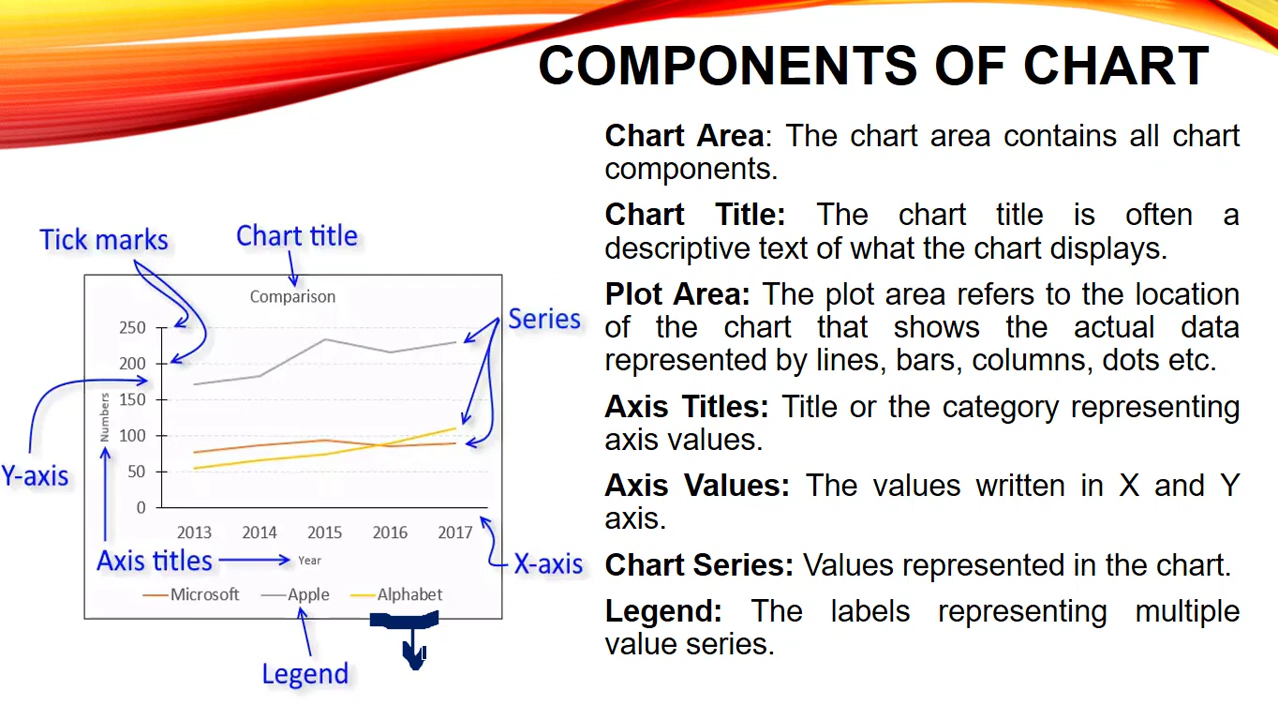 COMPONENTS OF CHART
Chart Area: The chart area contains all chart
components.
Chart Title: The chart title is often a
descriptive text of what the chart displays.
Plot Area: The plot area refers to the location
of the chart that shows the actual data
represented by lines, bars, columns, dots etc.
Axis Titles: Title or the category representing
axis values.
Axis Values: The values written in X and Y
axis.
Chart Series: Values represented in the chart.
Legend: The labels representing multiple
value series.
Tick marks
Chart title
Comparison
Series
250
200
150
100
50
0
Numbers
Y-axis
2013 2014 2015 2016 2017
Axis titles
Year
X-axis
Microsoft Apple Alphabet
Legend